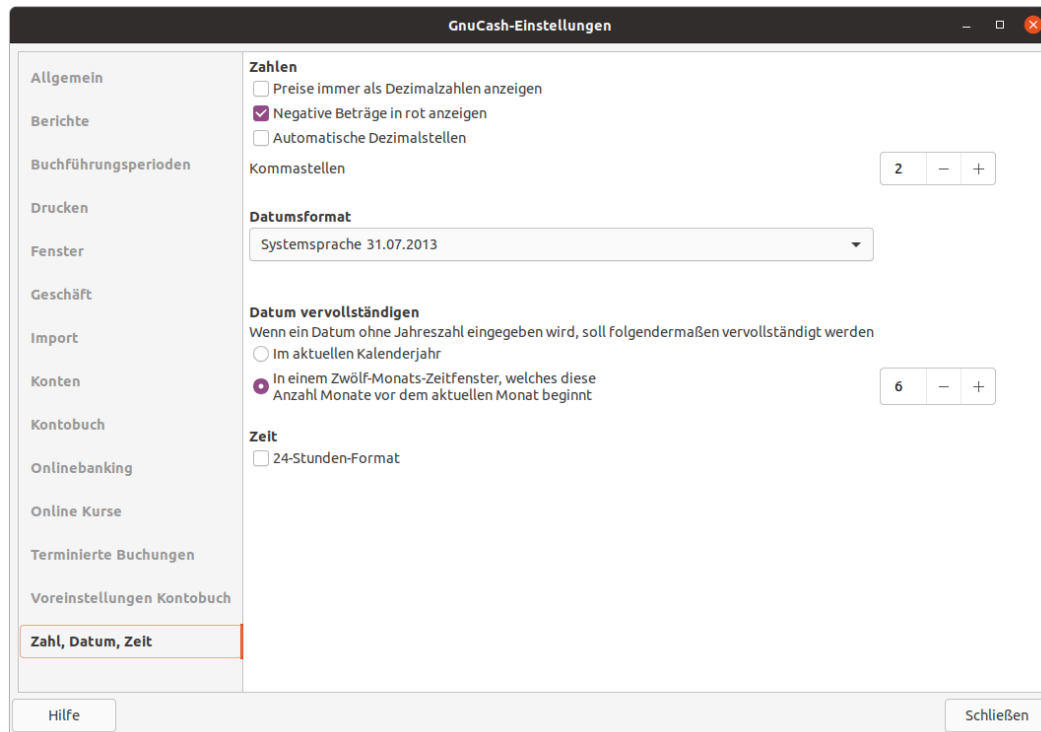 GnuCash-Einstellungen
Allgemein
Berichte
Buchführungsperioden
Drucken
Fenster
Geschäft
Import
Konten
Kontobuch
Onlinebanking
Online Kurse
Terminierte Buchungen
Voreinstellungen Kontobuch
Zahl, Datum, Zeit
Zahlen
Preise immer als Dezimalzahlen anzeigen
Negative Beträge in rot anzeigen
Automatische Dezimalstellen
Kommastellen 2 − +
Datumsformat
Systemsprache 31.07.2013
Datum vervollständigen
Wenn ein Datum ohne Jahreszahl eingegeben wird, soll folgendermaßen vervollständigt werden
Im aktuellen Kalenderjahr
In einem Zwölf-Monats-Zeitfenster, welches diese
Anzahl Monate vor dem aktuellen Monat beginnt 6 − +
Zeit
24-Stunden-Format
Hilfe
Schließen